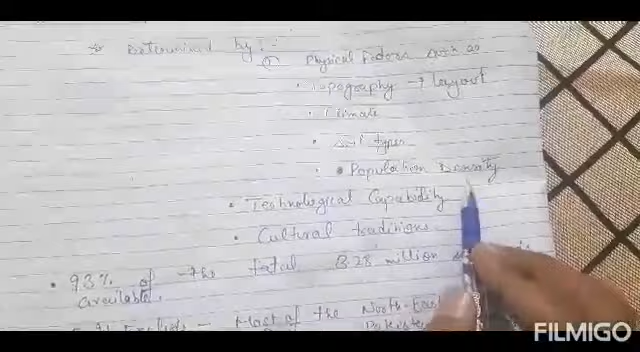 Determined by :-
① Physical Factors such as
• Topography → layout
• Climate
• Soil types
• Population Density
• Technological Capability
• Cultural traditions
• 93% of the total 328 million
available.
Most of the North-East
FILMIGO